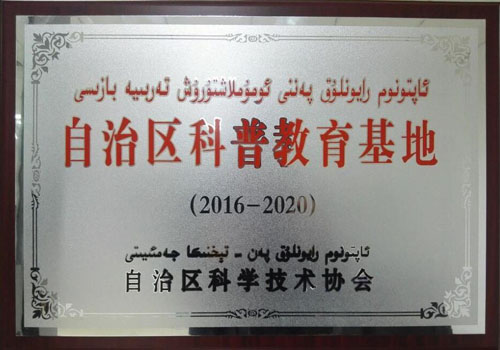 ئاپتونوم رايونلۇق پەننى ئومۇملاشتۇرۇش تەربىيە بازىسى
自治区科普教育基地
(2016-2020)
ئاپتونوم رايونلۇق پەن - تېخنىكا جەمئىيىتى
自治区科学技术协会